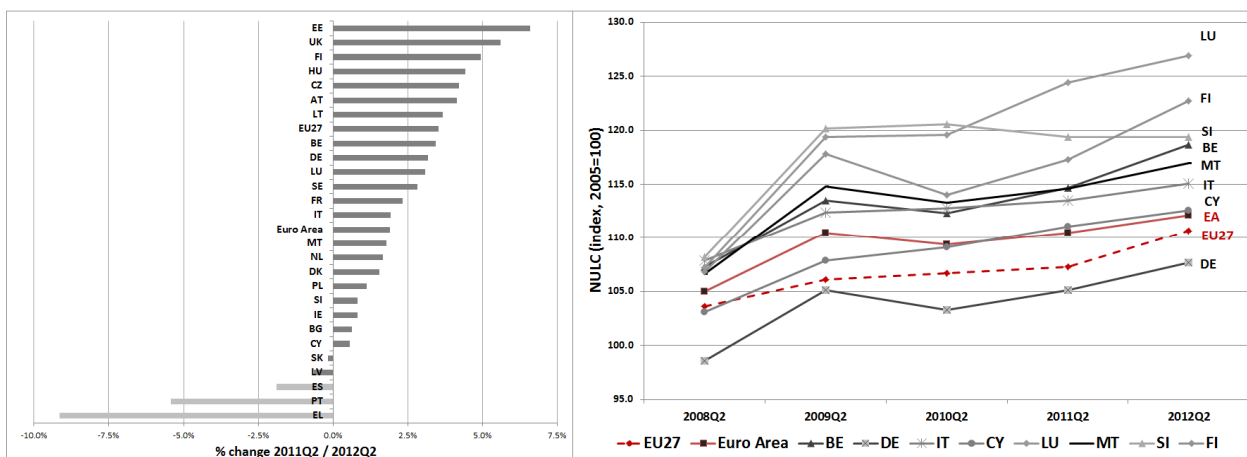 EE
UK
FI
HU
CZ
AT
LT
EU27
BE
DE
LU
SE
FR
IT
Euro Area
MT
NL
DK
PL
SI
IE
BG
CY
SK
LV
ES
PT
EL
-10.0% -5.0% 0.0% 2.5% 5.0% 7.5%
% change 2011Q2 / 2012Q2
NULC (index, 2005=100)
130.0
125.0
120.0
115.0
110.0
105.0
100.0
95.0
LU
FI
SI
BE
MT
IT
CY
EA
EU27
DE
2008Q2 2009Q2 2010Q2 2011Q2 2012Q2
EU27 Euro Area BE DE IT CY LU MT SI FI